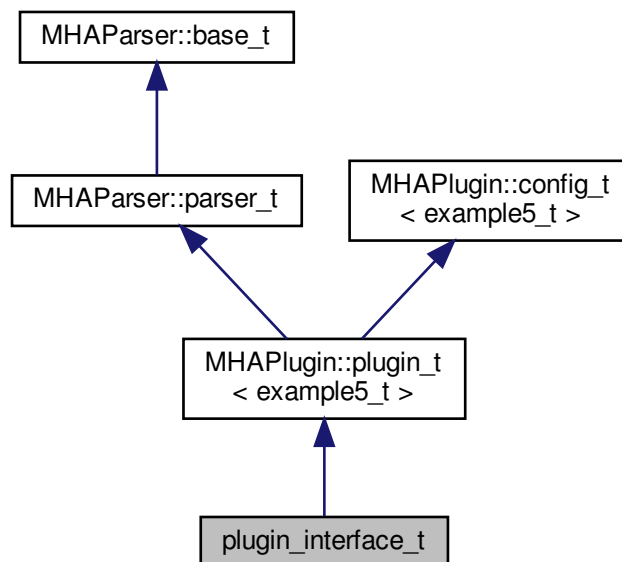 MHAParser::base_t
MHAParser::parser_t
MHAPlugin::config_t
< example5_t >
MHAPlugin::plugin_t
< example5_t >
plugin_interface_t